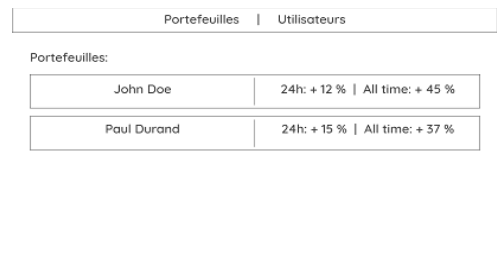 Portefeuilles | Utilisateurs
Portefeuilles:
John Doe 24h: + 12 % | All time: + 45 %
Paul Durand 24h: + 15 % | All time: + 37 %